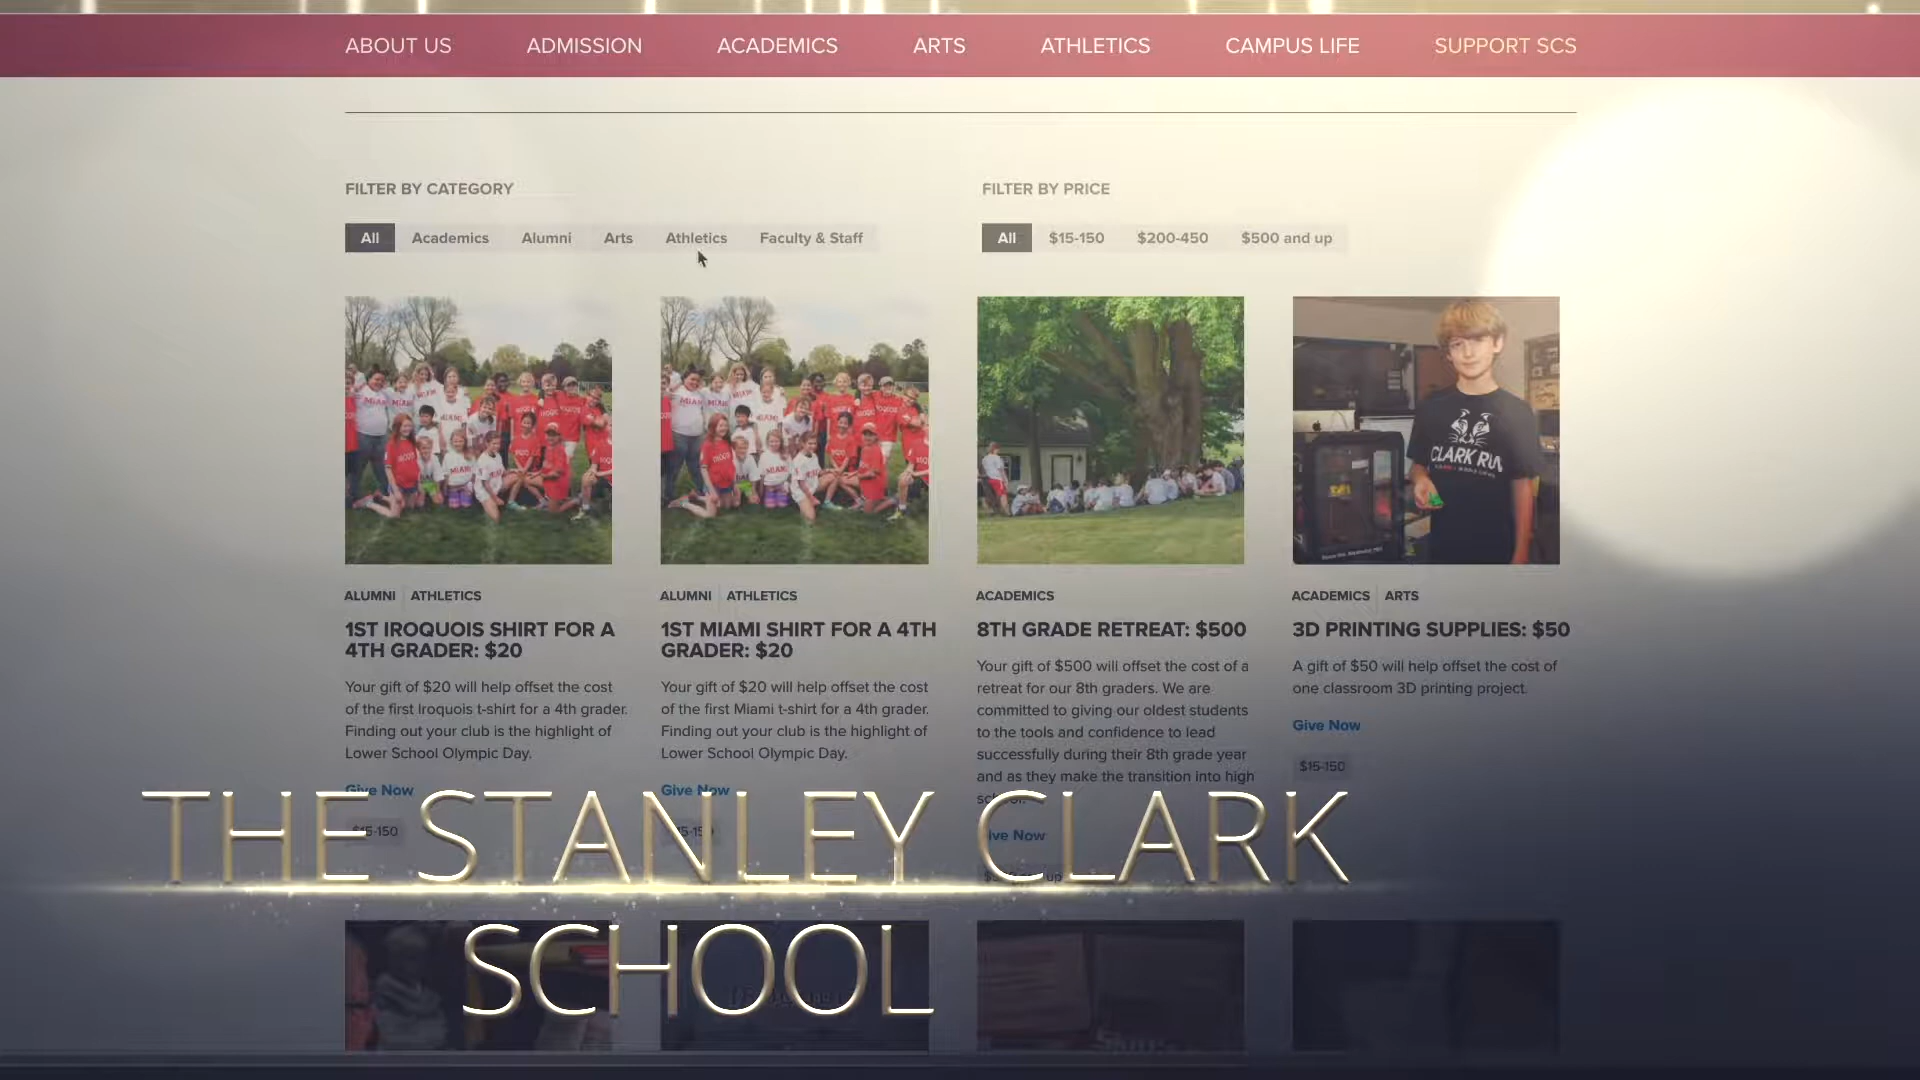 ABOUT US ADMISSION ACADEMICS ARTS ATHLETICS CAMPUS LIFE SUPPORT SCS
FILTER BY CATEGORY
All Academics Alumni Arts Athletics Faculty & Staff
FILTER BY PRICE
All $15-150 $200-450 $500 and up
CLARK RUN
ALUMNI ATHLETICS
1ST IROQUOIS SHIRT FOR A
4TH GRADER: $20
Your gift of $20 will help offset the cost
of the first Iroquois t-shirt for a 4th grader.
Finding out your club is the highlight of
Lower School Olympic Day.
Give Now
$15-150
ALUMNI ATHLETICS
1ST MIAMI SHIRT FOR A 4TH
GRADER: $20
Your gift of $20 will help offset the cost
of the first Miami t-shirt for a 4th grader.
Finding out your club is the highlight of
Lower School Olympic Day.
Give Now
ACADEMICS
8TH GRADE RETREAT: $500
Your gift of $500 will offset the cost of a
retreat for our 8th graders. We are
committed to giving our oldest students
to the tools and confidence to lead
successfully during their 8th grade year
and as they make the transition into high
school.
Give Now
ACADEMICS ARTS
3D PRINTING SUPPLIES: $50
A gift of $50 will help offset the cost of
one classroom 3D printing project.
Give Now
$15-150
THE STANLEY CLARK
SCHOOL